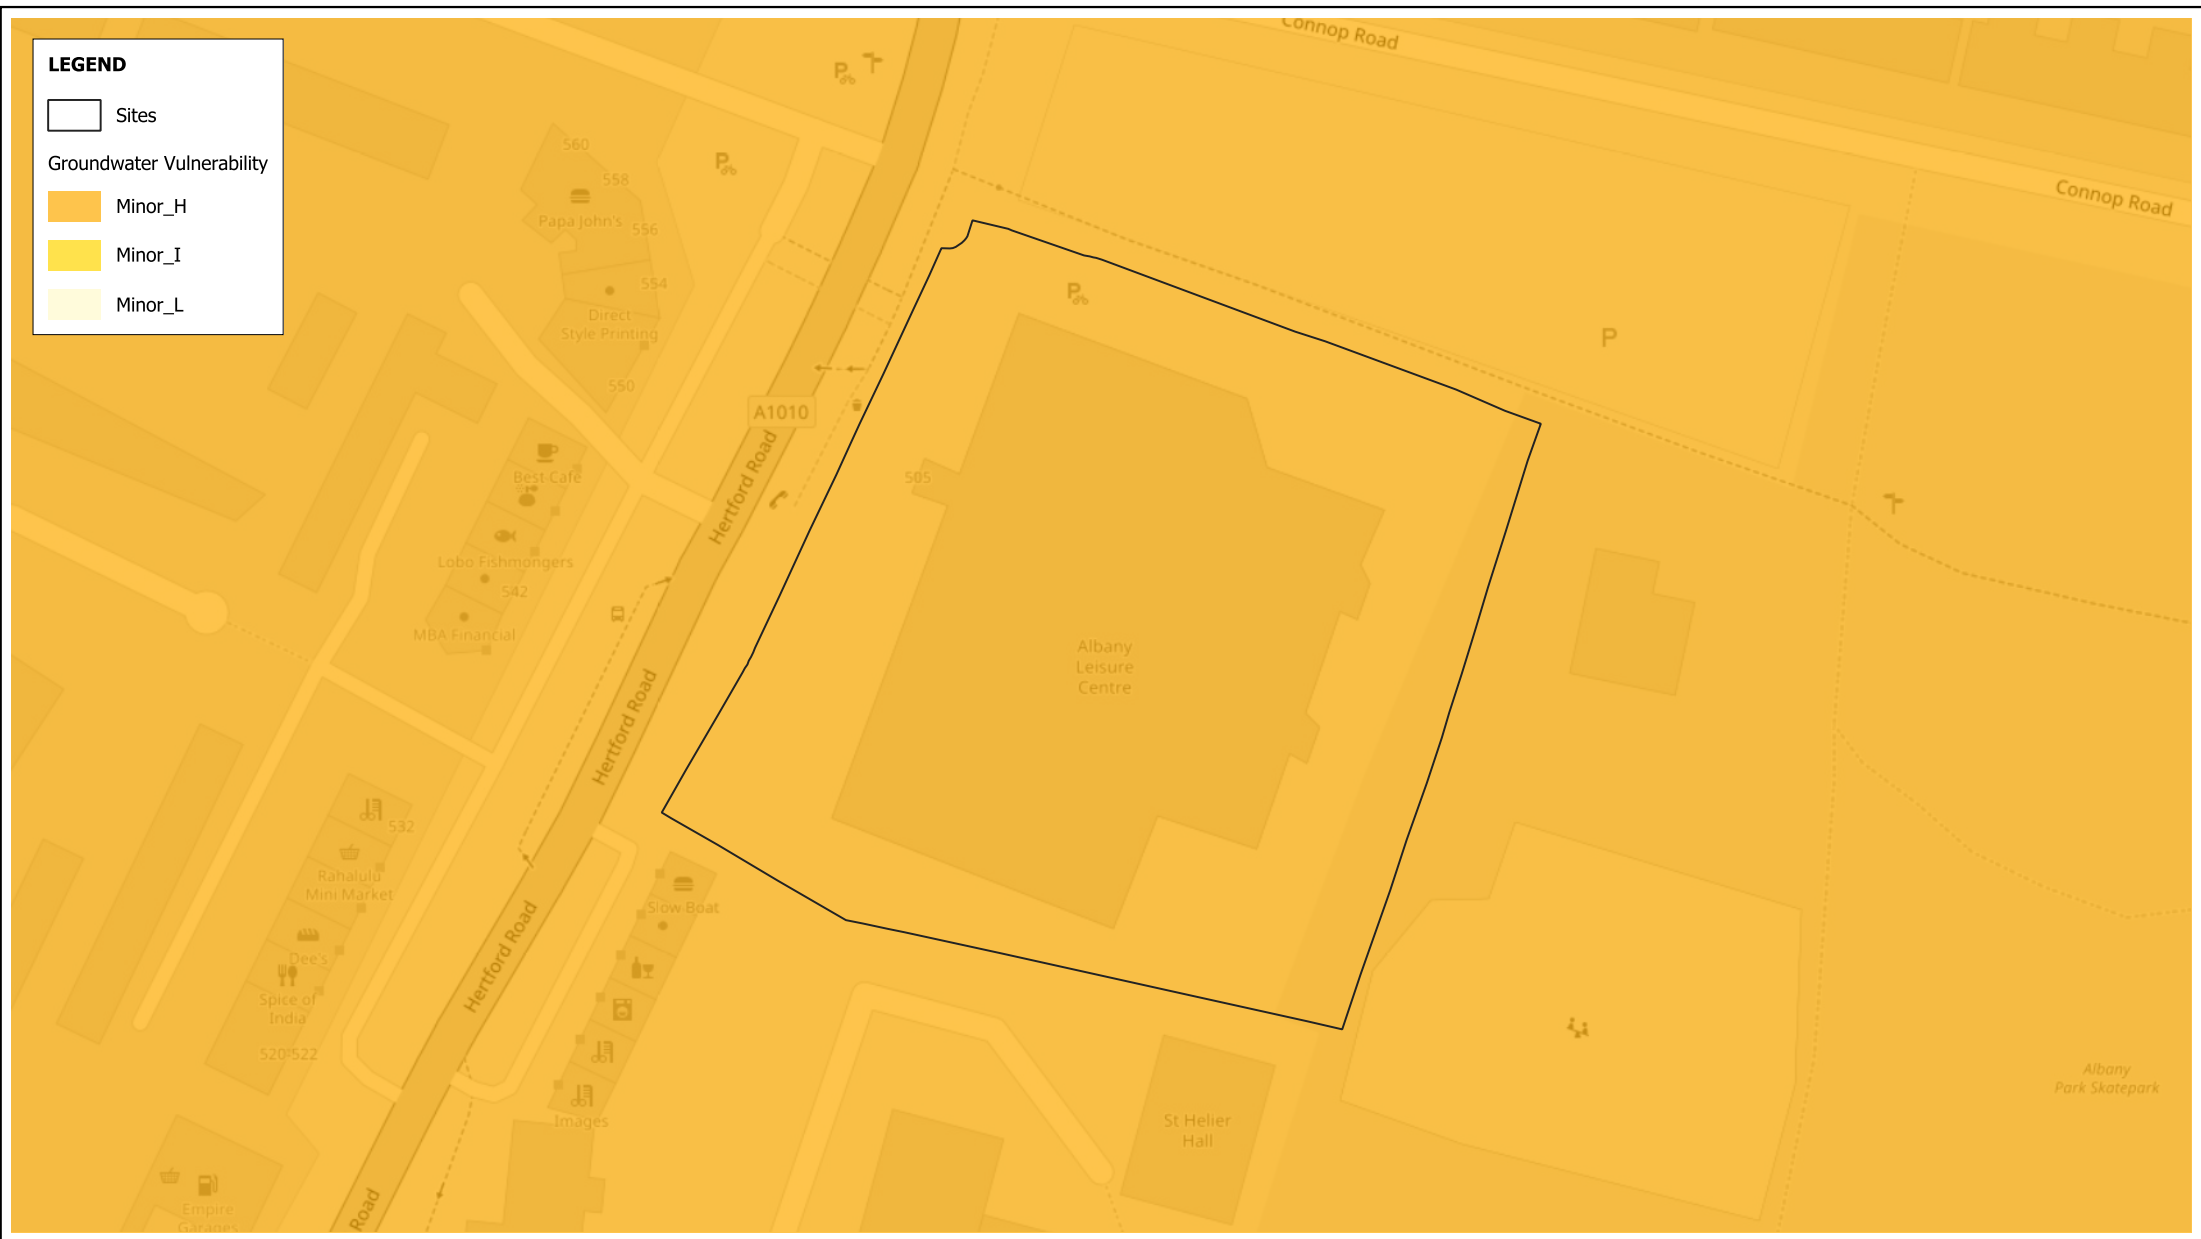 LEGEND
Sites
Groundwater Vulnerability
Minor_H
Minor_I
Minor_L
Connop Road
Connop Road
560
558
Papa John's
556
554
Direct
Style Printing
550
P
P
P
P
A1010
Hertford Road
Best Cafe
505
Lobo Fishmongers
542
MBA Financial
Albany
Leisure
Centre
Hertford Road
532
Rahalulu
Mini Market
Slow Boat
Dee's
Spice of
India
Hertford Road
520-522
Images
St Helier
Hall
Albany
Park Skatepark
Empire
Garages
Road